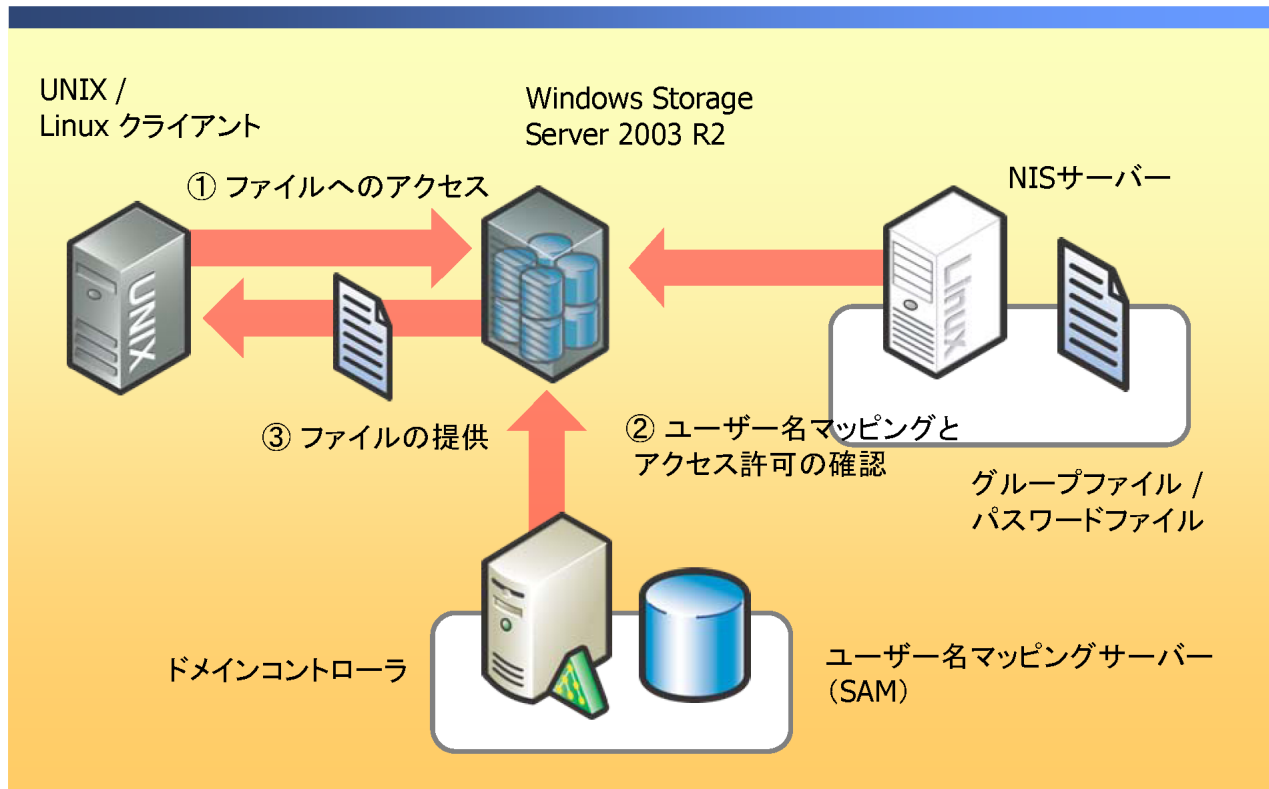 UNIX /
Linux クライアント
Windows Storage
Server 2003 R2
① ファイルへのアクセス
NISサーバー
UNIX
Linux
③ ファイルの提供
② ユーザー名マッピングと
アクセス許可の確認
グループファイル /
パスワードファイル
ドメインコントローラ
ユーザー名マッピングサーバー
（SAM）